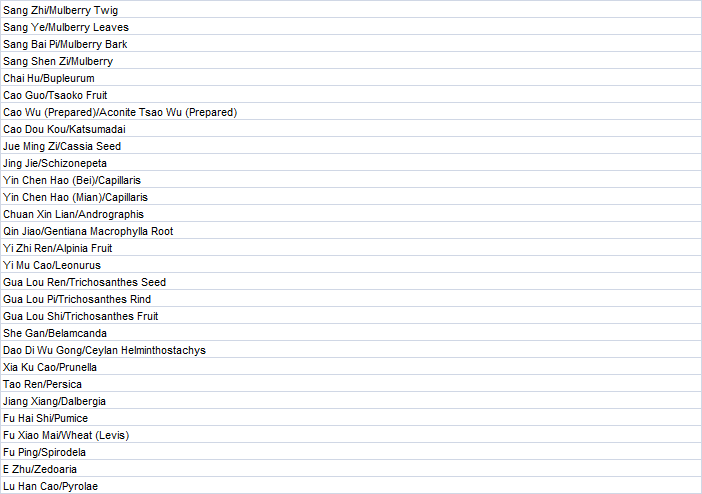 Sang Zhi/Mulberry Twig
Sang Ye/Mulberry Leaves
Sang Bai Pi/Mulberry Bark
Sang Shen Zi/Mulberry
Chai Hu/Bupleurum
Cao Guo/Tsaoko Fruit
Cao Wu (Prepared)/Aconite Tsao Wu (Prepared)
Cao Dou Kou/Katsumadai
Jue Ming Zi/Cassia Seed
Jing Jie/Schizonepeta
Yin Chen Hao (Bei)/Capillaris
Yin Chen Hao (Mian)/Capillaris
Chuan Xin Lian/Andrographis
Qin Jiao/Gentiana Macrophylla Root
Yi Zhi Ren/Alpinia Fruit
Yi Mu Cao/Leonurus
Gua Lou Ren/Trichosanthes Seed
Gua Lou Pi/Trichosanthes Rind
Gua Lou Shi/Trichosanthes Fruit
She Gan/Belamcanda
Dao Di Wu Gong/Ceylan Helminthostachys
Xia Ku Cao/Prunella
Tao Ren/Persica
Jiang Xiang/Dalbergia
Fu Hai Shi/Pumice
Fu Xiao Mai/Wheat (Levis)
Fu Ping/Spirodela
E Zhu/Zedoaria
Lu Han Cao/Pyrolae